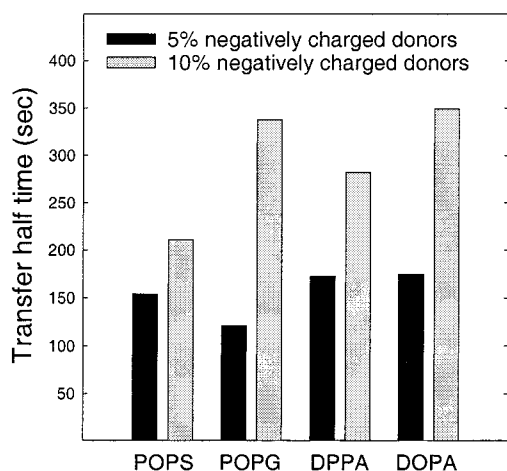 5% negatively charged donors
10% negatively charged donors
Transfer half time (sec)
400
350
300
250
200
150
100
50
POPS POPG DPPA DOPA